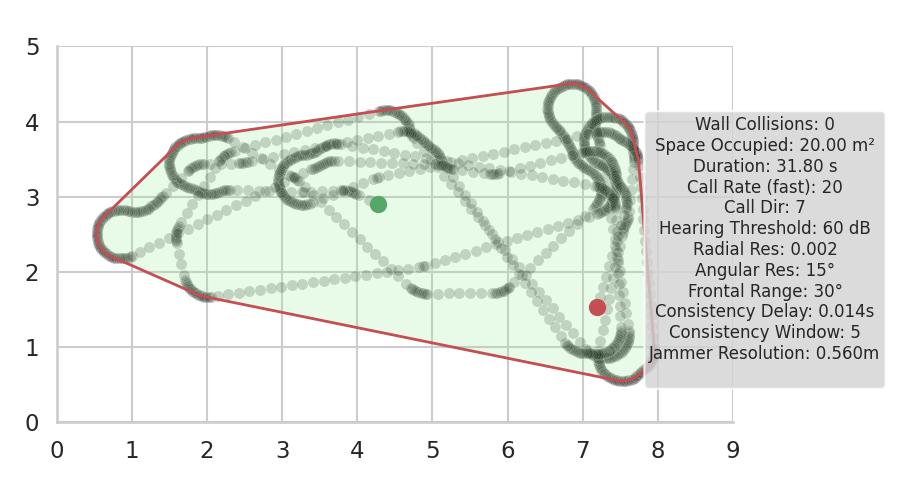 5
4
3
2
1
0
0 1 2 3 4 5 6 7 8 9
Wall Collisions: 0
Space Occupied: 20.00 m²
Duration: 31.80 s
Call Rate (fast): 20
Call Dir: 7
Hearing Threshold: 60 dB
Radial Res: 0.002
Angular Res: 15°
Frontal Range: 30°
Consistency Delay: 0.014s
Consistency Window: 5
Jammer Resolution: 0.560m